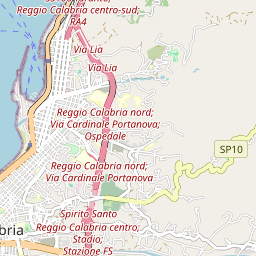 Reggio Calabria centro-sud;
RA4
Via Lia
Via Lia
Reggio Calabria nord;
Via Cardinale Portanova;
Ospedale
SP10
Reggio Calabria nord;
Via Cardinale Portanova
Spirito Santo
bria
Reggio Calabria centro;
Stadio;
Stazione FS